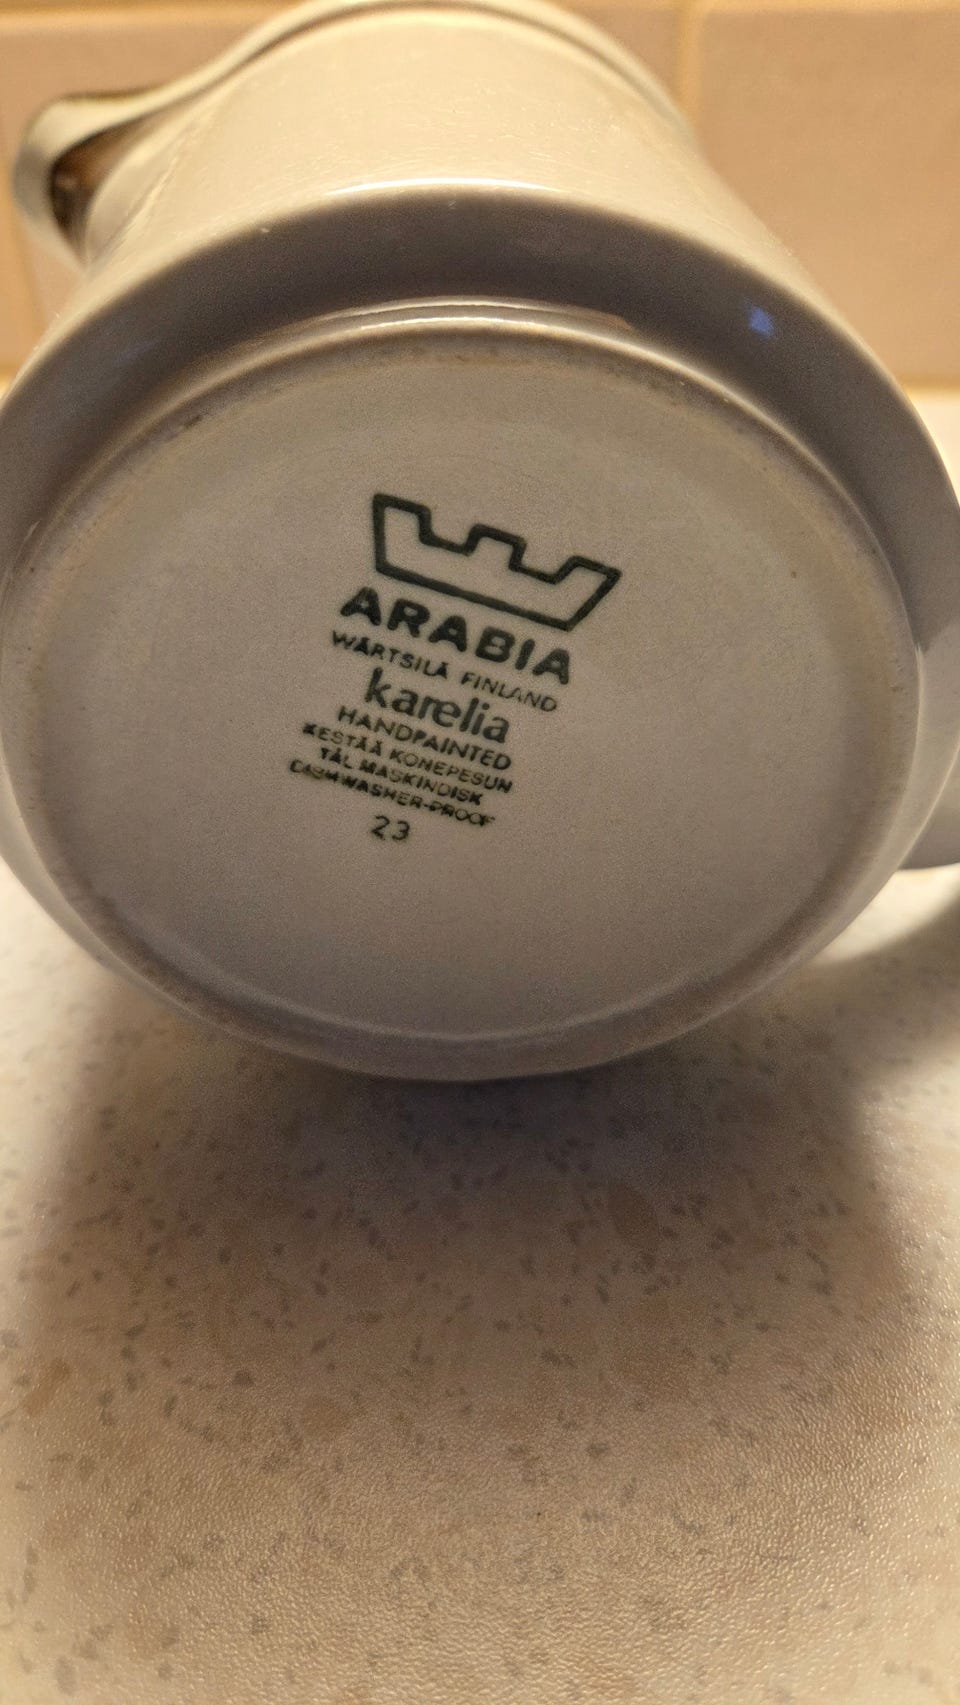 ARABIA
WÄRTSILÄ FINLAND
karelia
HANDPAINTED
KESTÄÄ KONEPESUN
TÅL MASKINDISK
DISHWASHER-PROOF
23